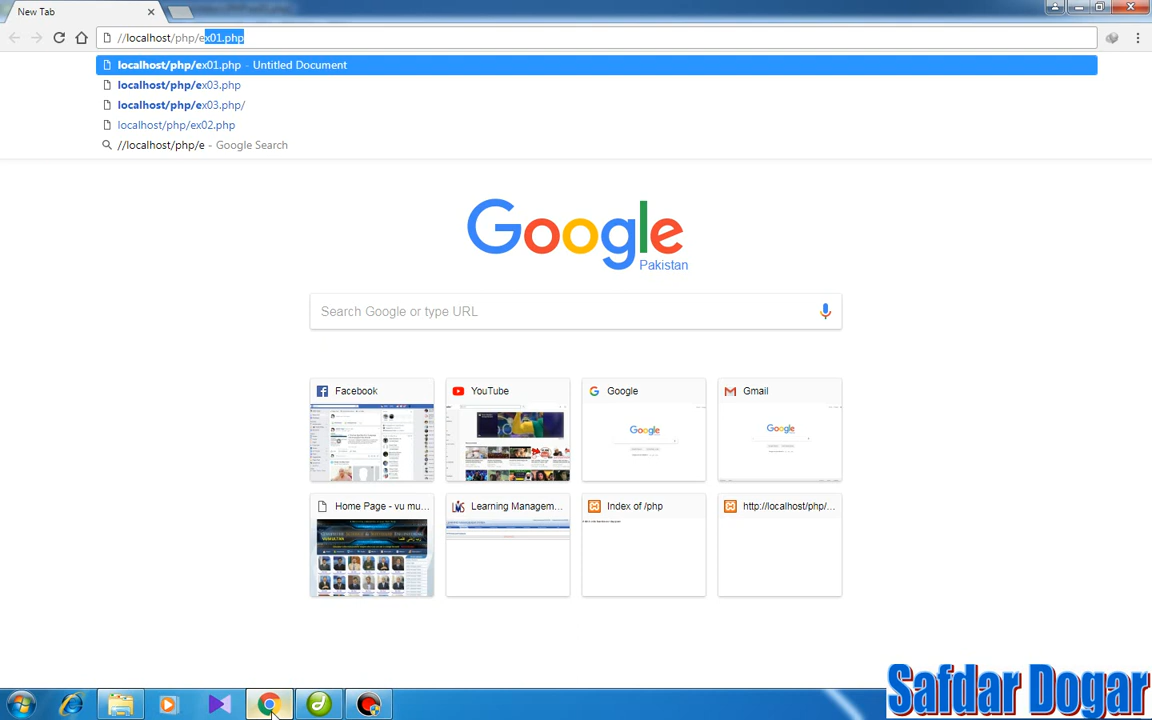 New Tab
//localhost/php/ex01.php
localhost/php/ex01.php - Untitled Document
localhost/php/ex03.php
localhost/php/ex03.php/
localhost/php/ex02.php
//localhost/php/e - Google Search
Google
Pakistan
Search Google or type URL
Facebook
YouTube
Google
Gmail
Google
Google
Home Page - vu mu...
Learning Managem...
Index of /php
http://localhost/php/...
Safdar Dogar